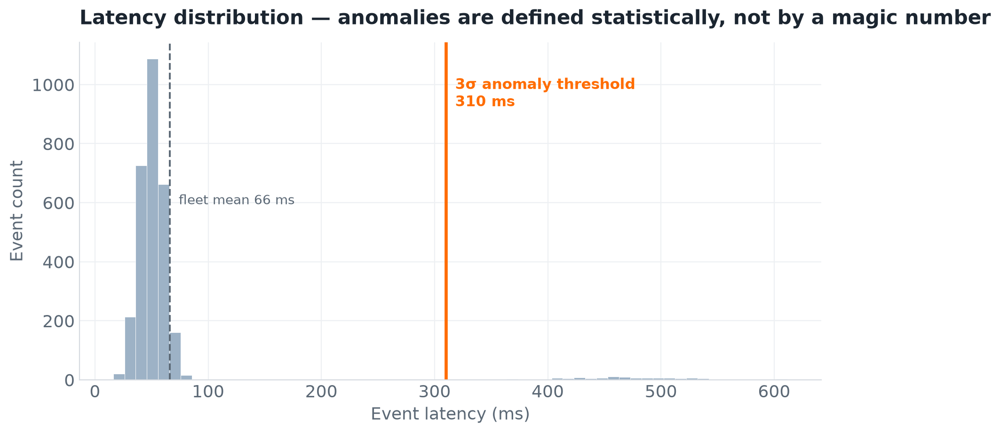 Latency distribution — anomalies are defined statistically, not by a magic number
Event count
1000
800
600
400
200
0
3σ anomaly threshold
310 ms
fleet mean 66 ms
0 100 200 300 400 500 600
Event latency (ms)